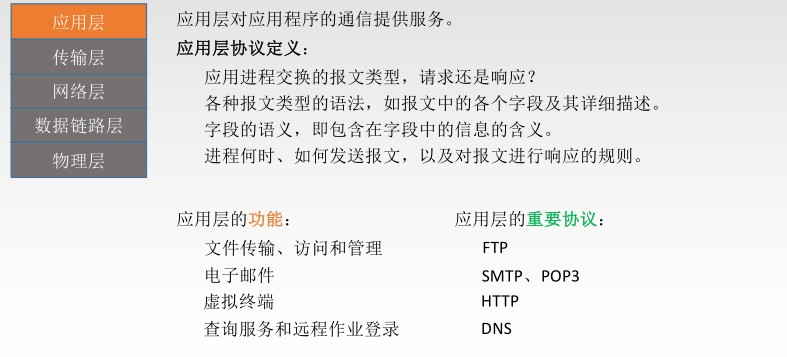 应用层
传输层
网络层
数据链路层
物理层
应用层对应用程序的通信提供服务。
应用层协议定义：
应用进程交换的报文类型，请求还是响应？
各种报文类型的语法，如报文中的各个字段及其详细描述。
字段的语义，即包含在字段中的信息的含义。
进程何时、如何发送报文，以及对报文进行响应的规则。
应用层的功能：
文件传输、访问和管理
电子邮件
虚拟终端
查询服务和远程作业登录
应用层的重要协议：
FTP
SMTP、POP3
HTTP
DNS